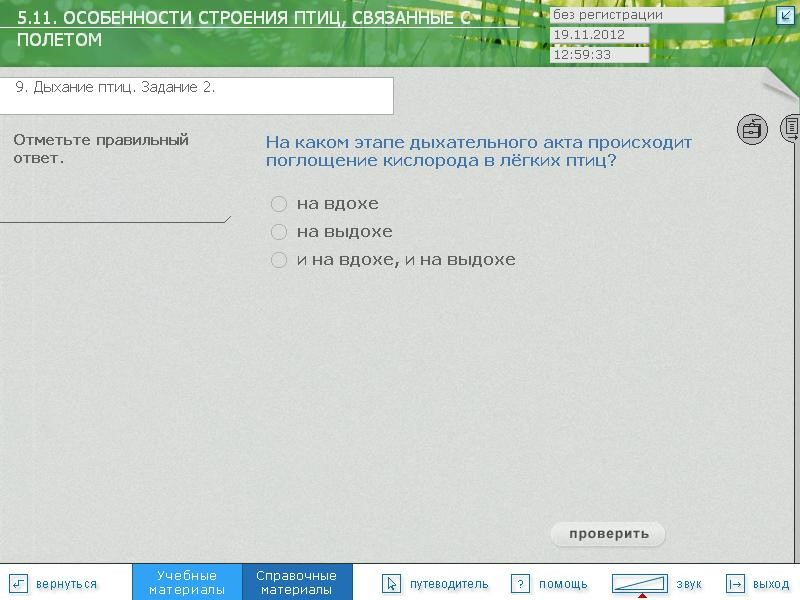 5.11. ОСОБЕННОСТИ СТРОЕНИЯ ПТИЦ, СВЯЗАННЫЕ С
ПОЛЕТОМ
без регистрации
19.11.2012
12:59:33
9. Дыхание птиц. Задание 2.
Отметьте правильный
ответ.
На каком этапе дыхательного акта происходит
поглощение кислорода в лёгких птиц?
на вдохе
на выдохе
и на вдохе, и на выдохе
проверить
вернуться
Учебные
материалы
Справочные
материалы
путеводитель
? помощь
звук
выход